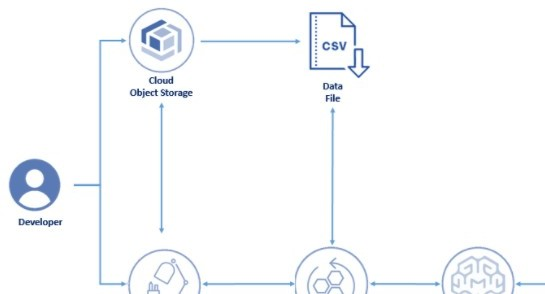 CSV
Cloud
Object Storage
Data
File
Developer